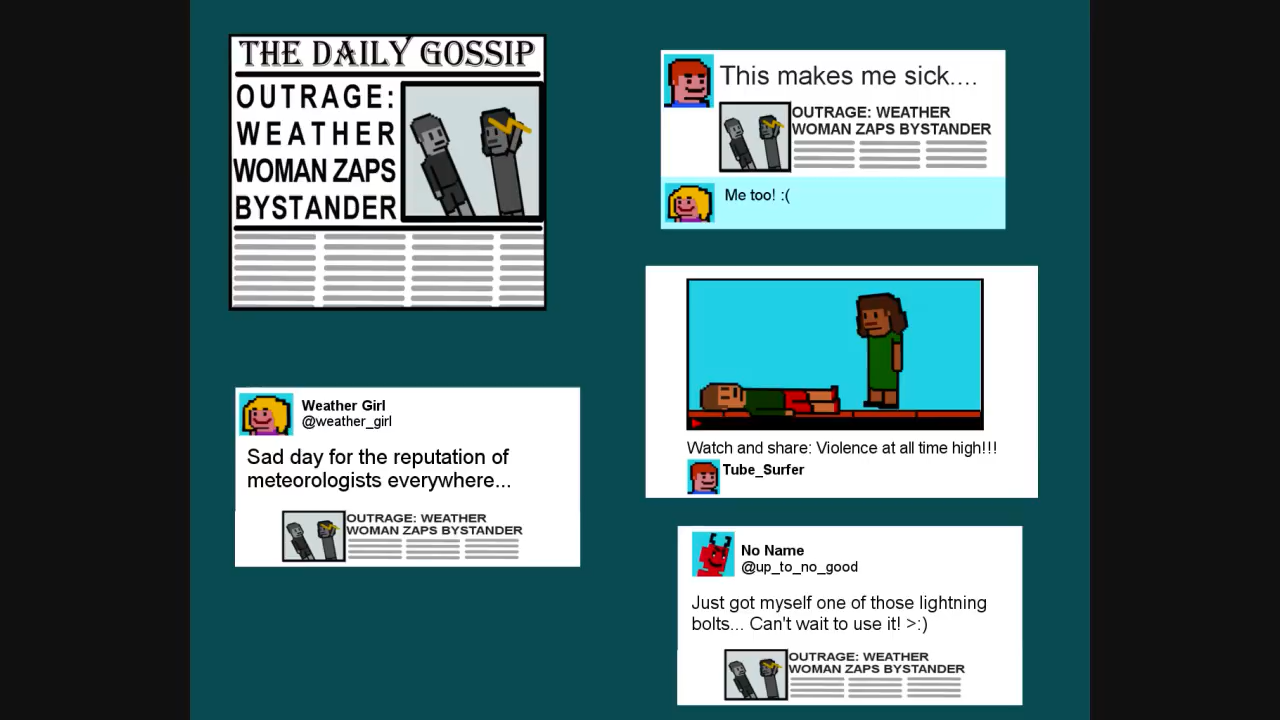 THE DAILY GOSSIP
OUTRAGE:
WEATHER
WOMAN ZAPS
BYSTANDER
This makes me sick....
OUTRAGE: WEATHER
WOMAN ZAPS BYSTANDER
Me too! :(
Watch and share: Violence at all time high!!!
Tube_Surfer
Weather Girl
@weather_girl
Sad day for the reputation of
meteorologists everywhere...
OUTRAGE: WEATHER
WOMAN ZAPS BYSTANDER
No Name
@up_to_no_good
Just got myself one of those lightning
bolts... Can't wait to use it! >:)
OUTRAGE: WEATHER
WOMAN ZAPS BYSTANDER